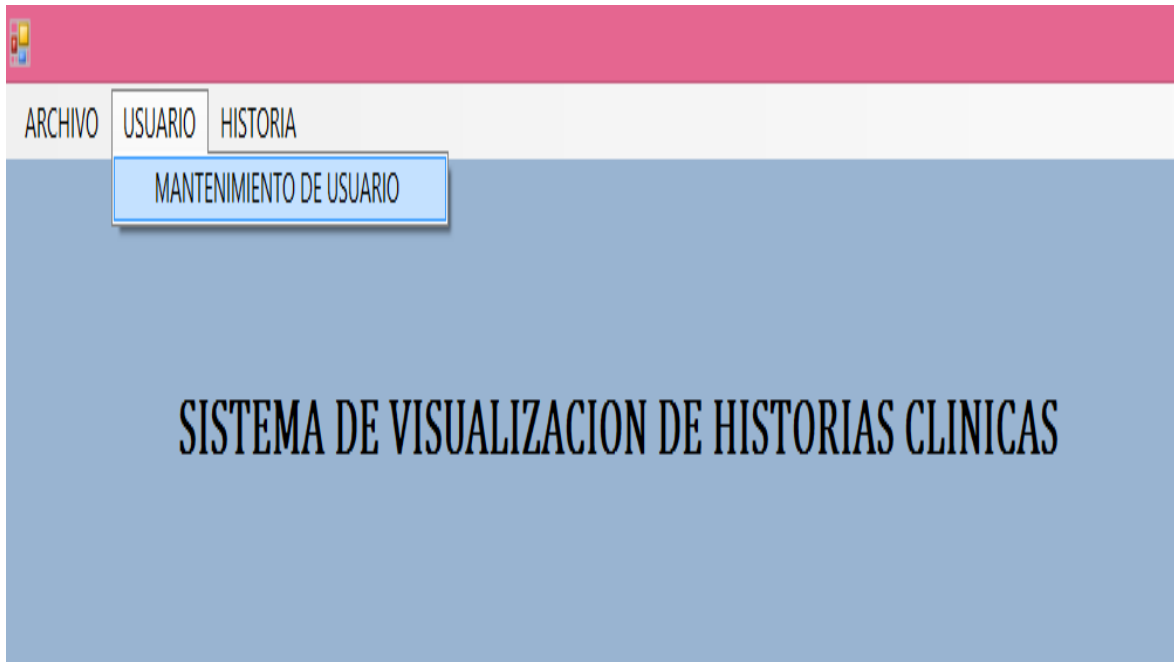 ARCHIVO USUARIO HISTORIA
MANTENIMIENTO DE USUARIO
SISTEMA DE VISUALIZACION DE HISTORIAS CLINICAS